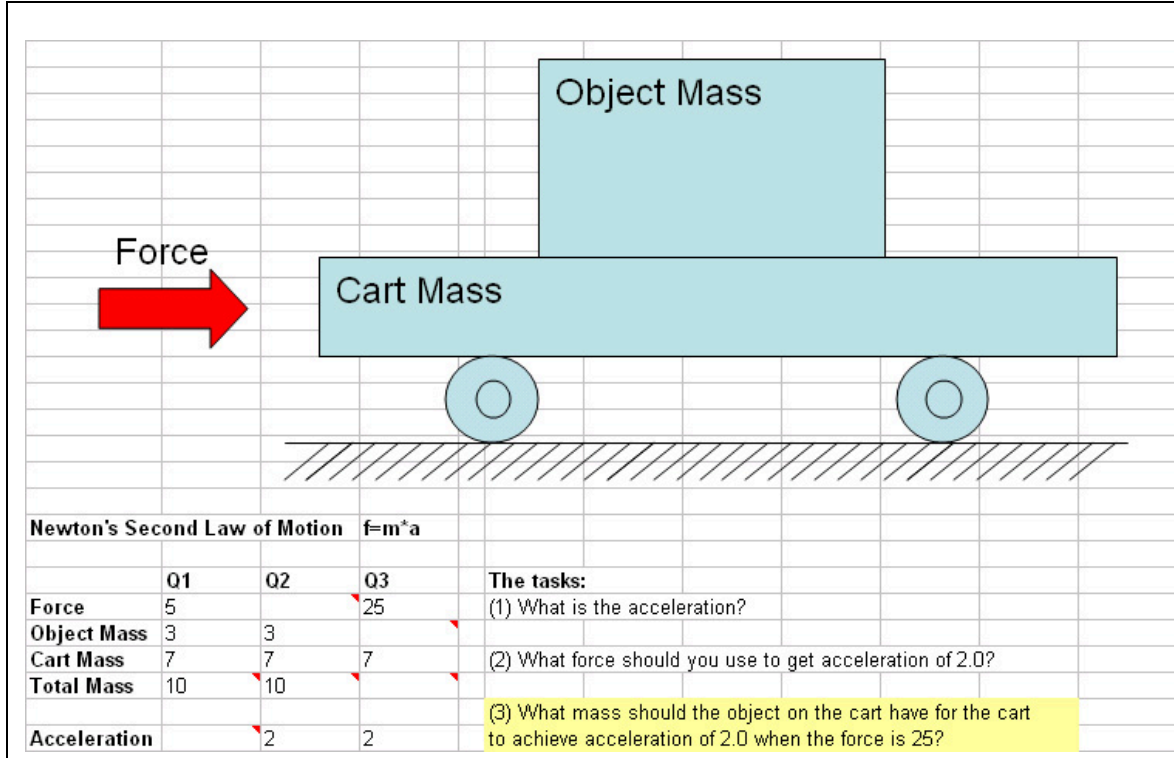 Object Mass
Force
Cart Mass
Newton's Second Law of Motion f=m*a
Q1 Q2 Q3 The tasks:
Force 5 25 (1) What is the acceleration?
Object Mass 3 3
Cart Mass 7 7 7 (2) What force should you use to get acceleration of 2.0?
Total Mass 10 10
(3) What mass should the object on the cart have for the cart
Acceleration 2 2 to achieve acceleration of 2.0 when the force is 25?